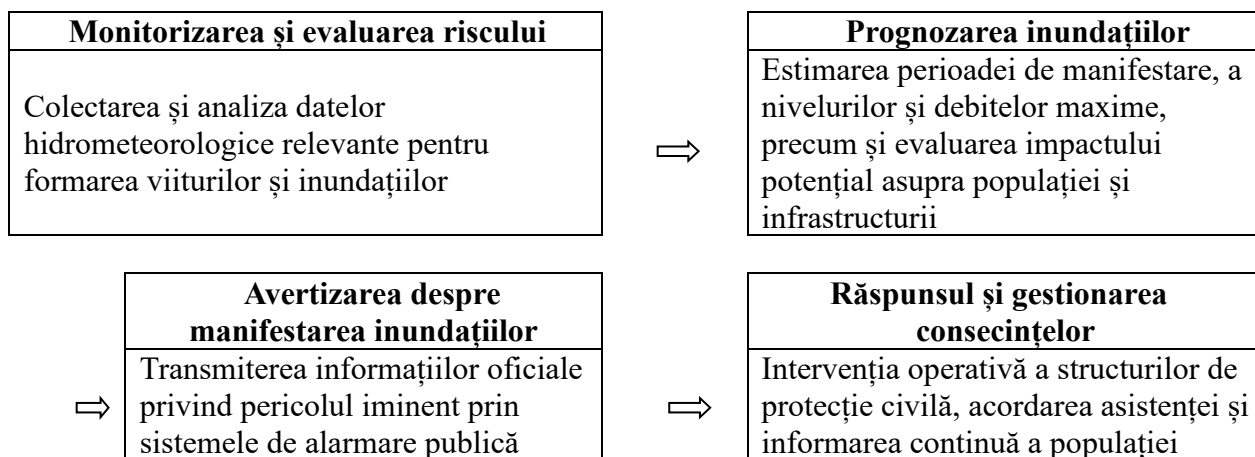 Monitorizarea și evaluarea riscului
Colectarea și analiza datelor
hidrometeorologice relevante pentru
formarea viiturilor și inundațiilor
⇨
Prognozarea inundațiilor
Estimarea perioadei de manifestare, a
nivelurilor și debitelor maxime,
precum și evaluarea impactului
potențial asupra populației și
infrastructurii
⇨
Avertizarea despre
manifestarea inundațiilor
Transmiterea informațiilor oficiale
privind pericolul iminent prin
sistemele de alarmare publică
⇨
Răspunsul și gestionarea
consecințelor
Intervenția operativă a structurilor de
protecție civilă, acordarea asistenței și
informarea continuă a populației